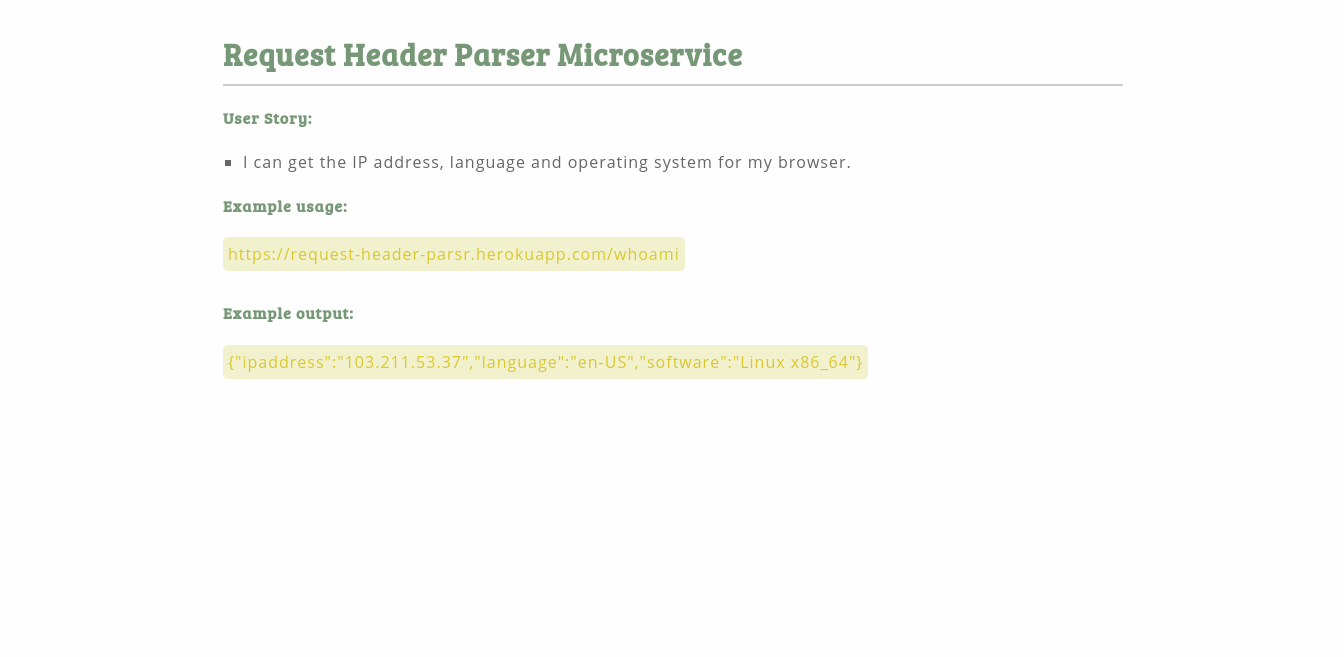 Request Header Parser Microservice
User Story:
I can get the IP address, language and operating system for my browser.
Example usage:
https://request-header-parsr.herokuapp.com/whoami
Example output:
{"ipaddress":"103.211.53.37","language":"en-US","software":"Linux x86_64"}